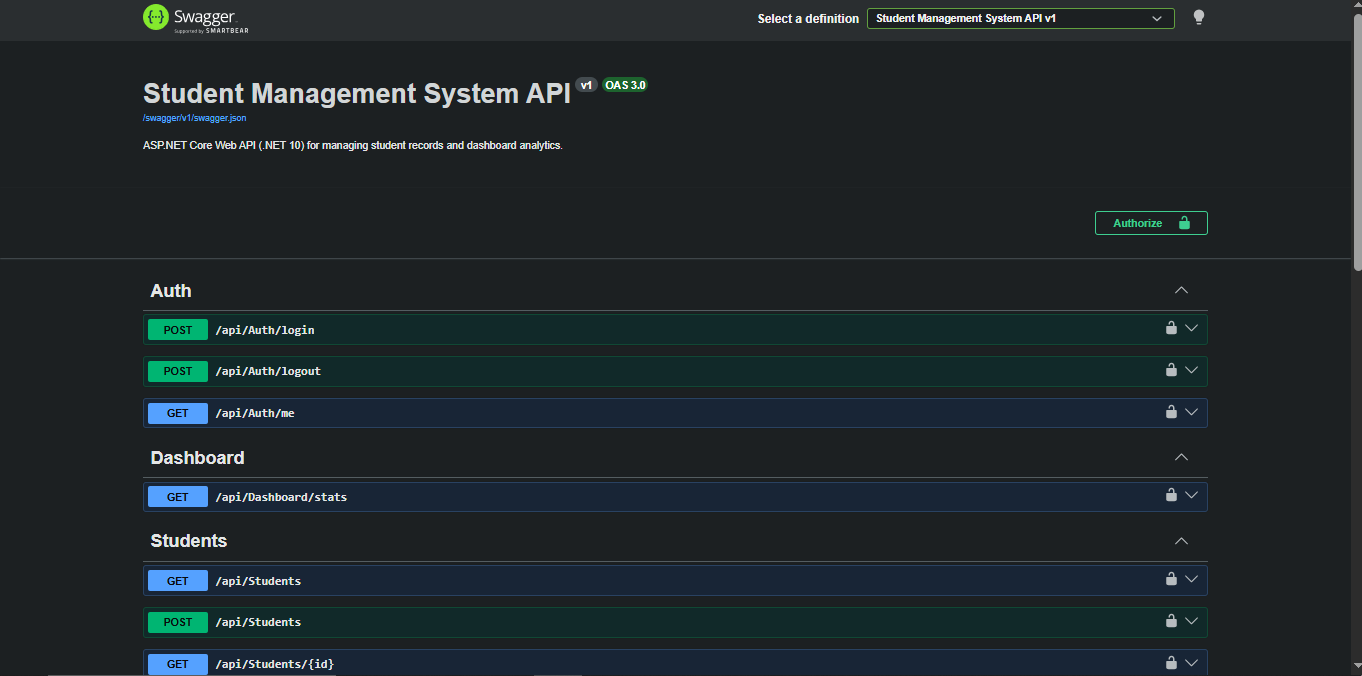 Swagger
Supported by SMARTBEAR
Select a definition
Student Management System API v1
Student Management System API v1 OAS 3.0
/swagger/v1/swagger.json
ASP.NET Core Web API (.NET 10) for managing student records and dashboard analytics.
Authorize
Auth
POST /api/Auth/login
POST /api/Auth/logout
GET /api/Auth/me
Dashboard
GET /api/Dashboard/stats
Students
GET /api/Students
POST /api/Students
GET /api/Students/{id}